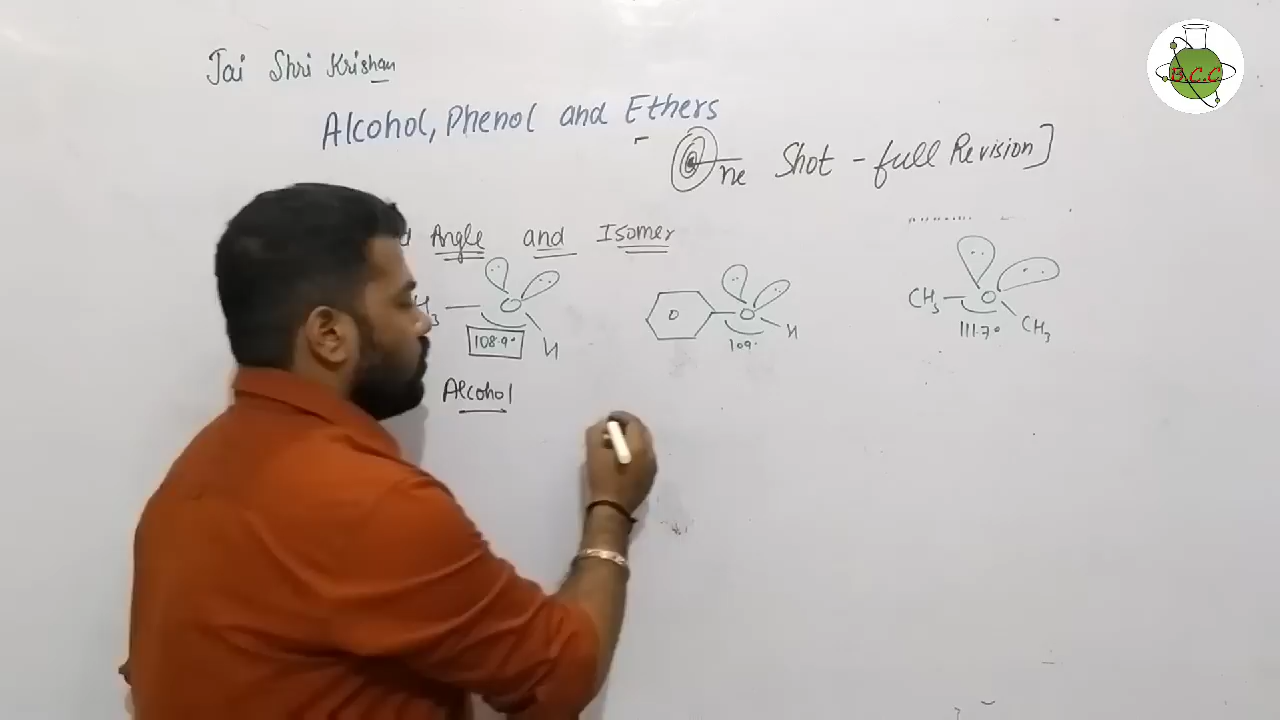 Jai Shri Krishan
B.C.C
Alcohol, Phenol and Ethers
One Shot - full Revision]
Angle and Isomer
O O O
CH3 O
108.9° H 109° H 111.7° CH3
Alcohol